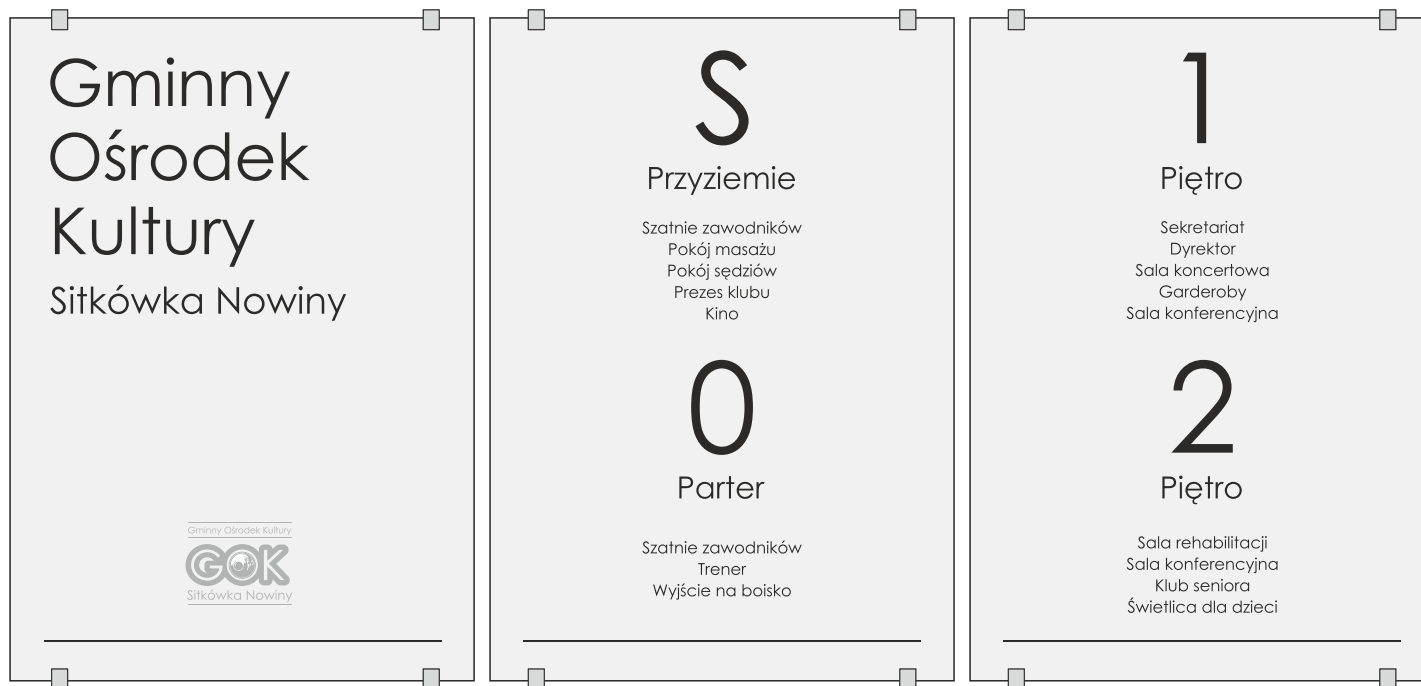 Gminny
Ośrodek
Kultury
Sitkówka Nowiny
Gminny Ośrodek Kultury
GOK
Sitkówka Nowiny
S
Przyziemie
Szatnie zawodników
Pokój masażu
Pokój sędziów
Prezes klubu
Kino
0
Parter
Szatnie zawodników
Trener
Wyjście na boisko
1
Piętro
Sekretariat
Dyrektor
Sala koncertowa
Garderoby
Sala konferencyjna
2
Piętro
Sala rehabilitacji
Sala konferencyjna
Klub seniora
Świetlica dla dzieci